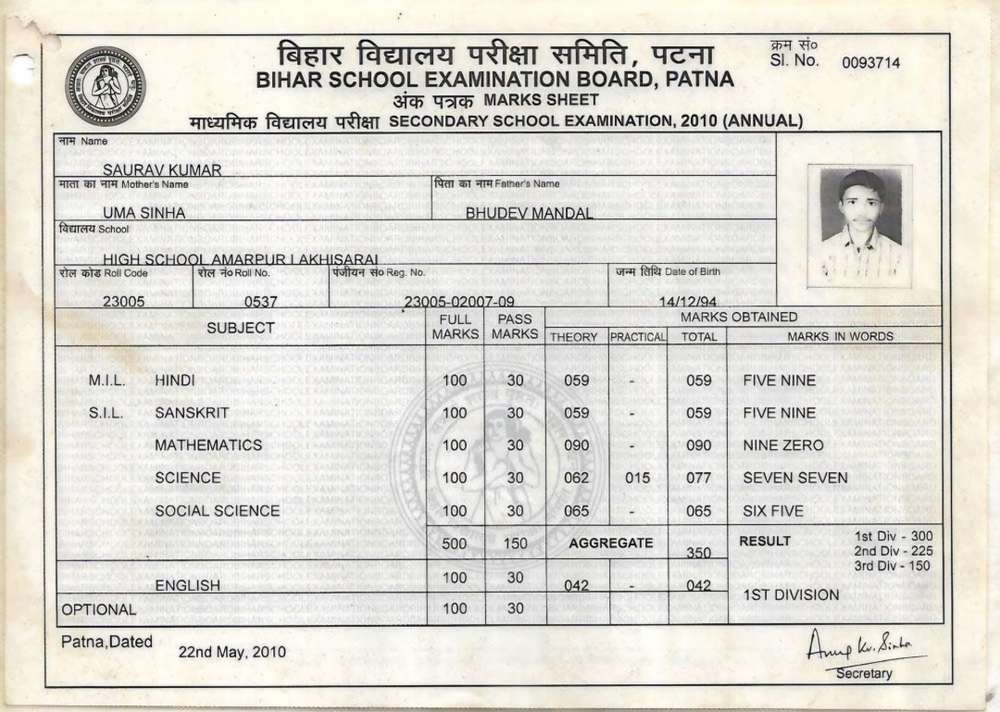 बिहार विद्यालय परीक्षा समिति, पटना
क्रम सं०
BIHAR SCHOOL EXAMINATION BOARD, PATNA
Sl. No. 0093714
अंक पत्रक MARKS SHEET
माध्यमिक विद्यालय परीक्षा SECONDARY SCHOOL EXAMINATION, 2010 (ANNUAL)
नाम Name
SAURAV KUMAR
माता का नाम Mother's Name पिता का नाम Father's Name
UMA SINHA BHUDEV MANDAL
विद्यालय School
HIGH SCHOOL AMARPUR LAKHISARAI
रोल कोड Roll Code रोल नं० Roll No. पंजीयन सं० Reg. No. जन्म तिथि Date of Birth
23005 0537 23005-02007-09 14/12/94
SUBJECT FULL MARKS PASS MARKS MARKS OBTAINED
THEORY PRACTICAL TOTAL MARKS IN WORDS
M.I.L. HINDI 100 30 059 - 059 FIVE NINE
S.I.L. SANSKRIT 100 30 059 - 059 FIVE NINE
MATHEMATICS 100 30 090 - 090 NINE ZERO
SCIENCE 100 30 062 015 077 SEVEN SEVEN
SOCIAL SCIENCE 100 30 065 - 065 SIX FIVE
500 150 AGGREGATE 350 RESULT 1st Div - 300
2nd Div - 225
3rd Div - 150
ENGLISH 100 30 042 - 042
1ST DIVISION
OPTIONAL 100 30
Patna,Dated 22nd May, 2010
Anup Kr. Sinha
Secretary